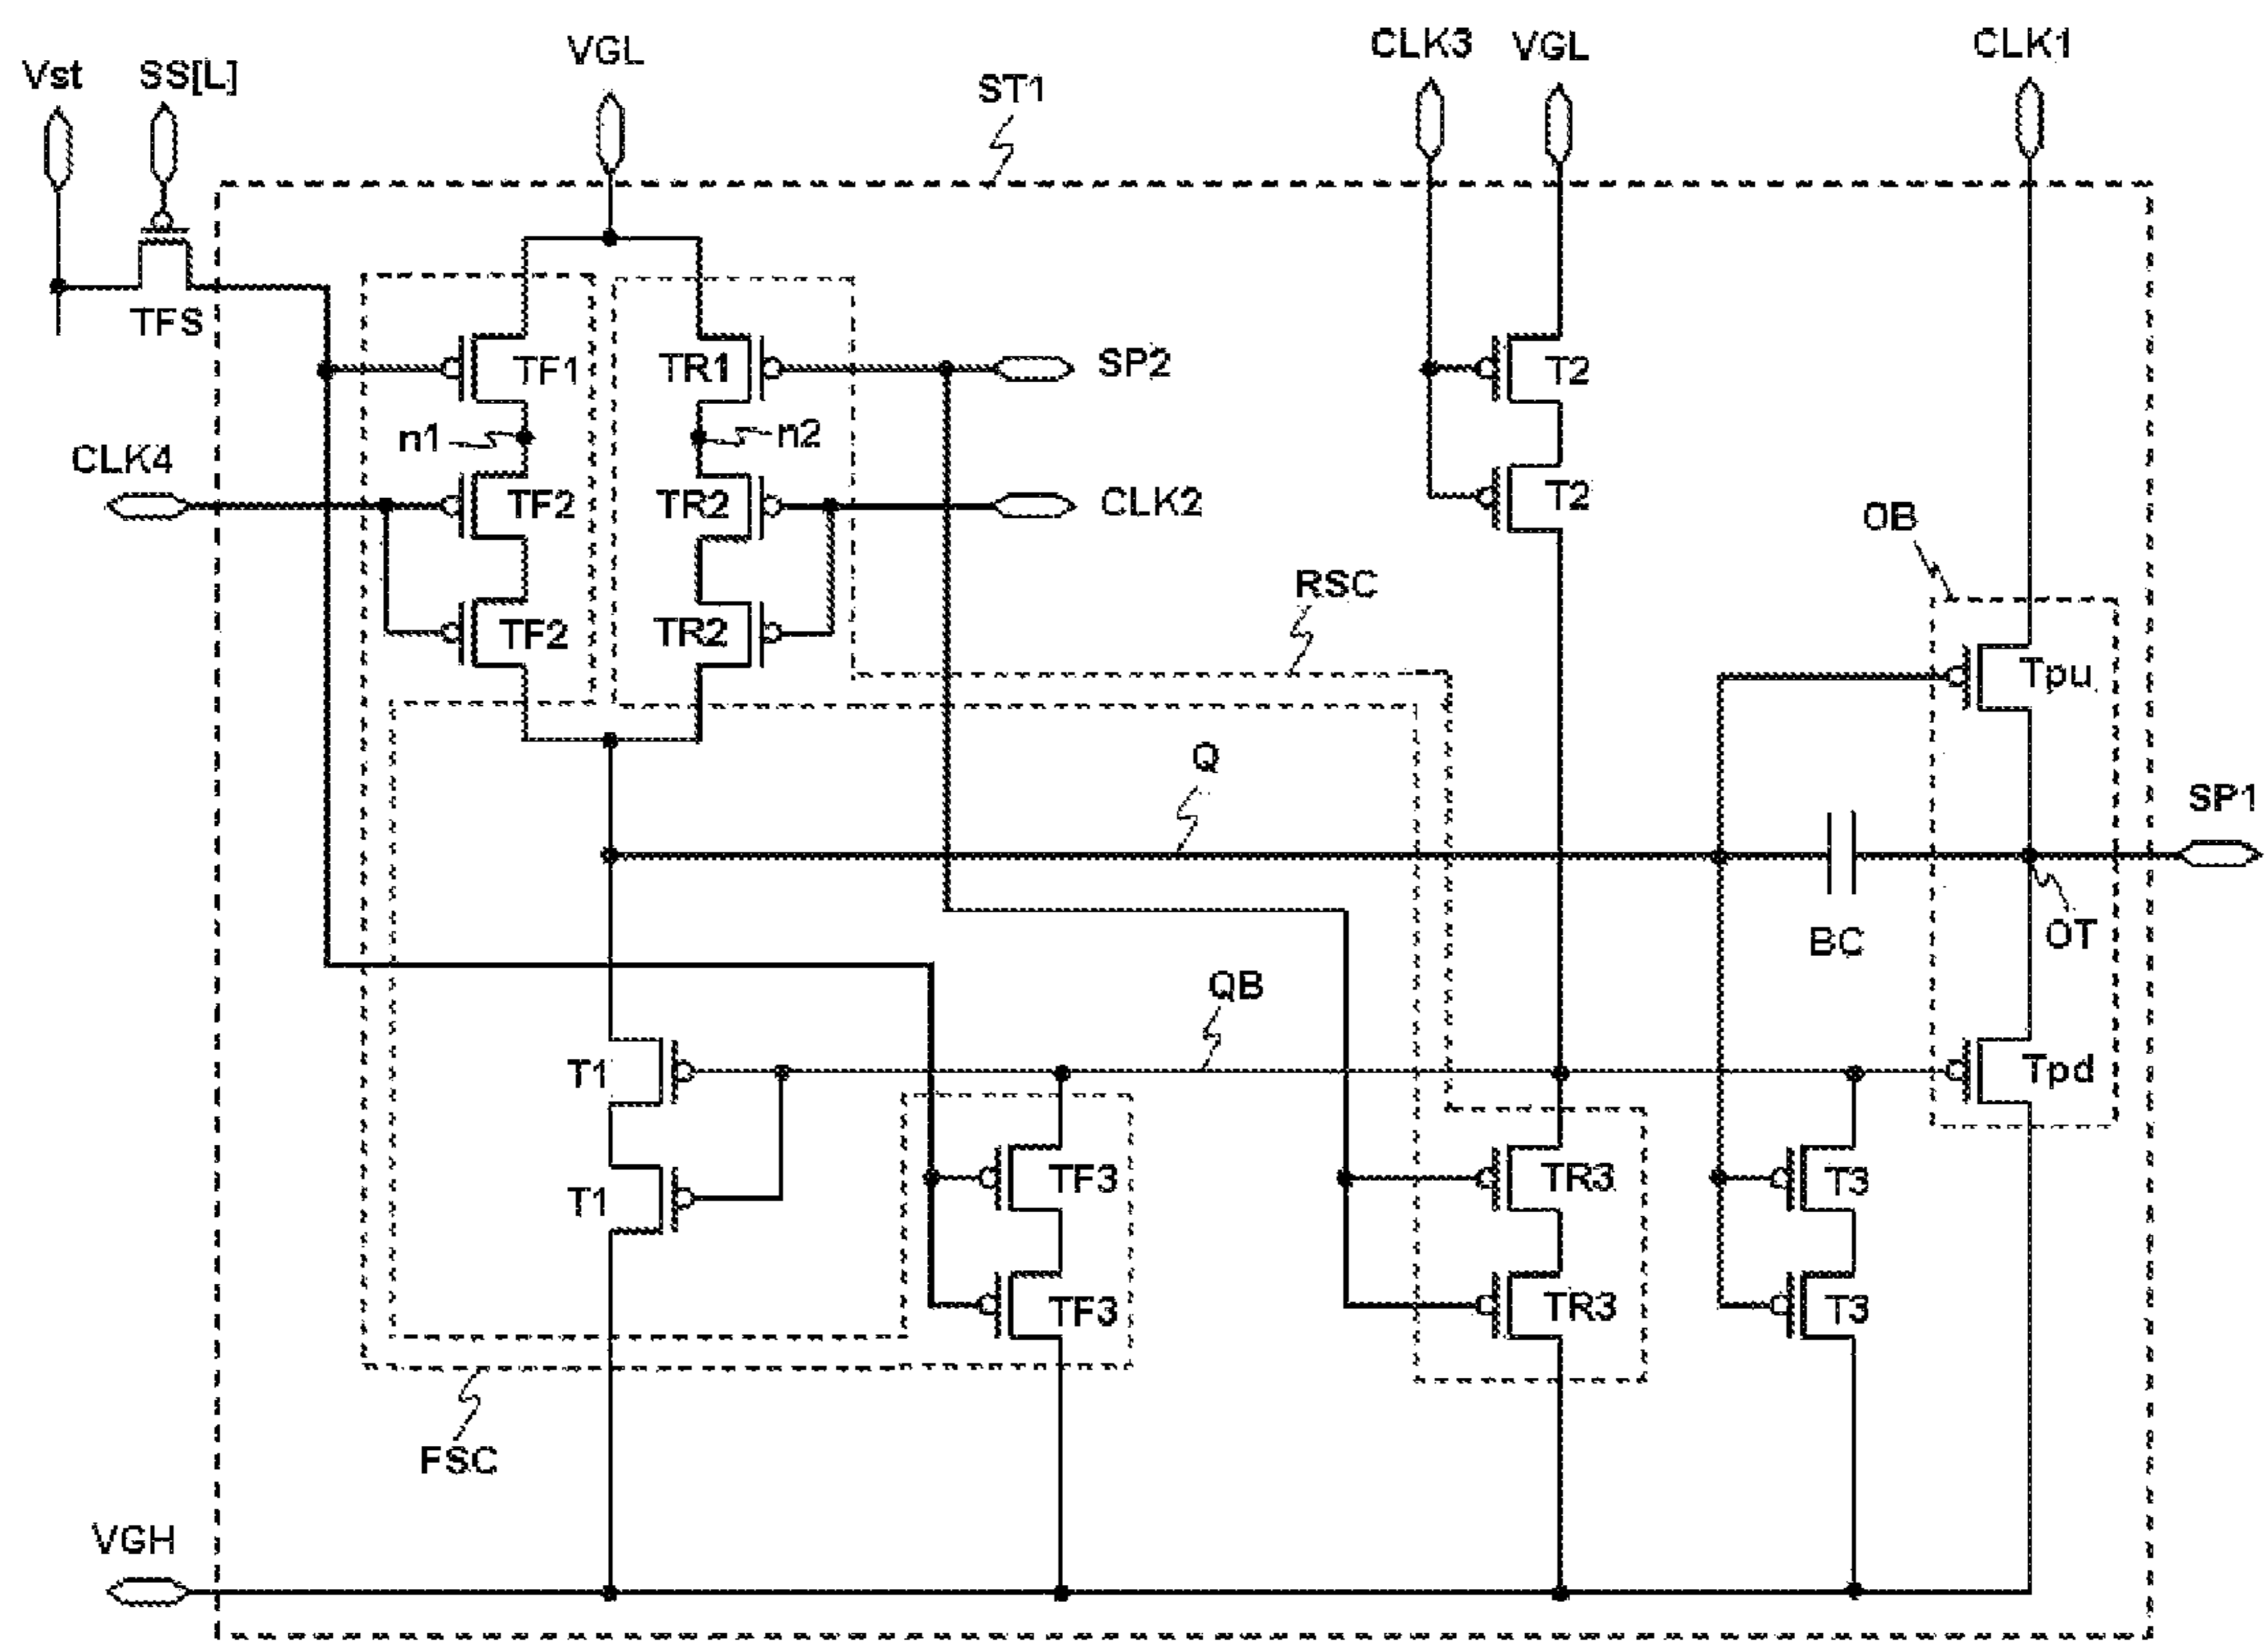 Vst
SS[L]
VGL
ST1
CLK3
VGL
CLK1
TFS
TF1
TR1
SP2
T2
n1
n2
CLK4
TF2
TR2
CLK2
T2
OB
TF2
TR2
RSC
Tpu
Q
SP1
BC
OT
QB
T1
Tpd
T1
TF3
TR3
T3
TF3
TR3
T3
FSC
VGH